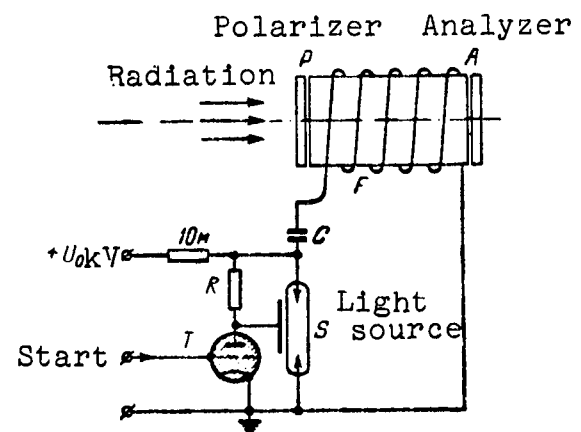 Polarizer Analyzer
P A
Radiation
F
C
10м
+U₀kV
R
Light
source
S
T
Start